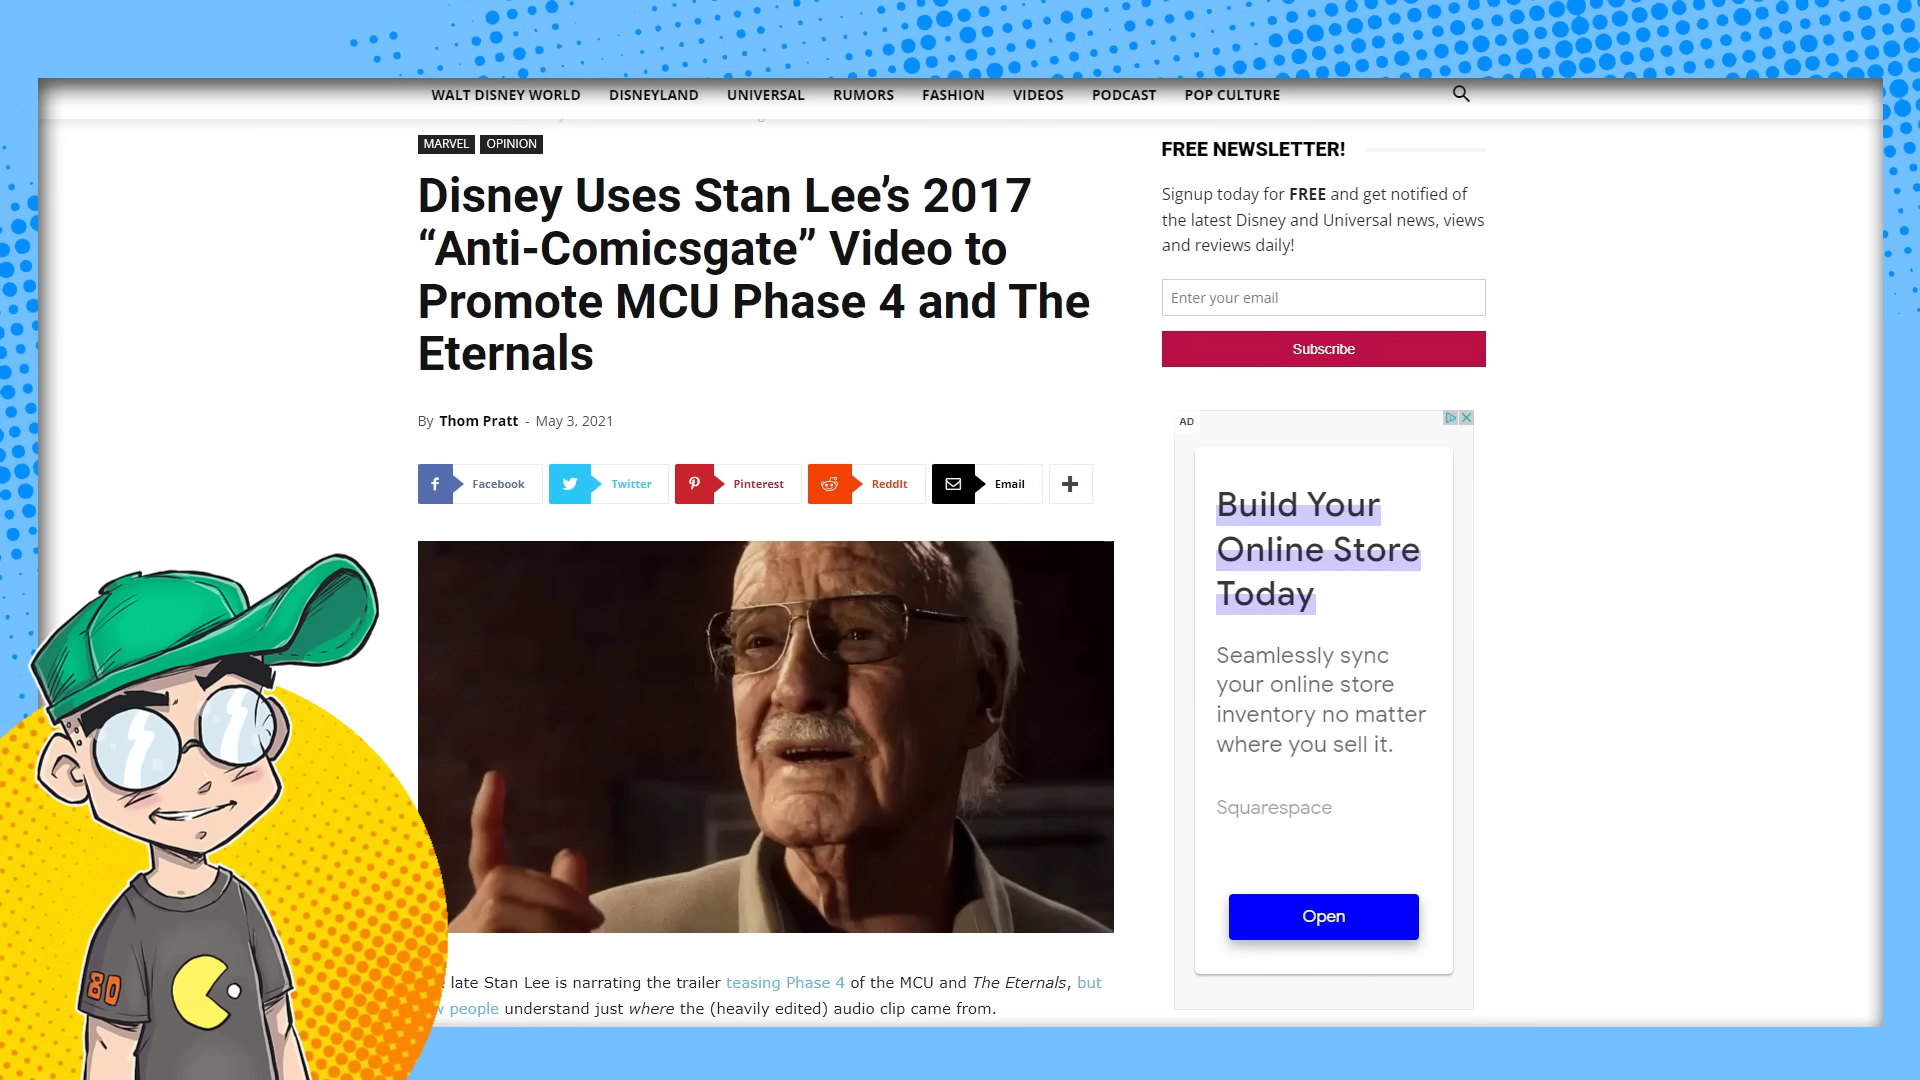 WALT DISNEY WORLD DISNEYLAND UNIVERSAL RUMORS FASHION VIDEOS PODCAST POP CULTURE
MARVEL OPINION
Disney Uses Stan Lee’s 2017
“Anti-Comicsgate” Video to
Promote MCU Phase 4 and The
Eternals
By Thom Pratt - May 3, 2021
Facebook Twitter Pinterest ReddIt Email
late Stan Lee is narrating the trailer teasing Phase 4 of the MCU and The Eternals, but
people understand just where the (heavily edited) audio clip came from.
FREE NEWSLETTER!
Signup today for FREE and get notified of
the latest Disney and Universal news, views
and reviews daily!
Enter your email
Subscribe
AD
Build Your
Online Store
Today
Seamlessly sync
your online store
inventory no matter
where you sell it.
Squarespace
Open
80